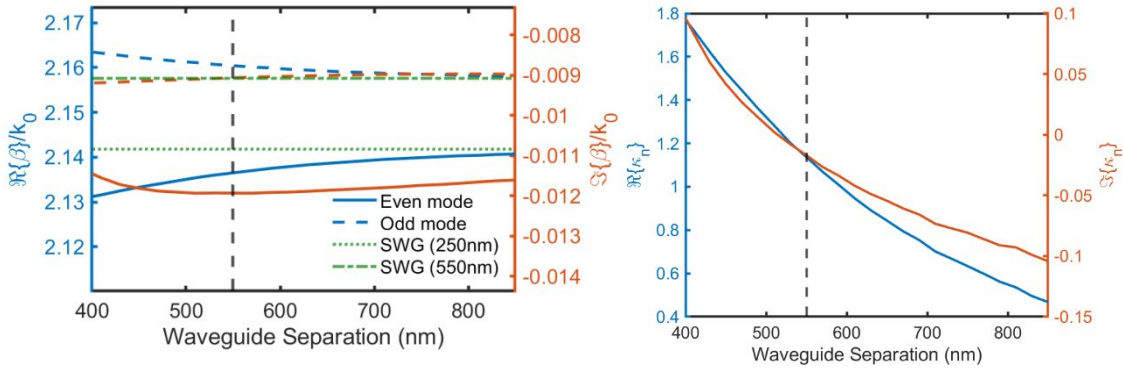 2.17
2.16
2.15
2.14
2.13
2.12
ℜ{β}/k₀
-0.008
-0.009
-0.01
-0.011
-0.012
-0.013
-0.014
ℑ{β}/k₀
Even mode
Odd mode
SWG (250nm)
SWG (550nm)
400 500 600 700 800
Waveguide Separation (nm)
1.8
1.6
1.4
1.2
1
0.8
0.6
0.4
ℜ{κₙ}
0.1
0.05
0
-0.05
-0.1
-0.15
ℑ{κₙ}
400 500 600 700 800
Waveguide Separation (nm)